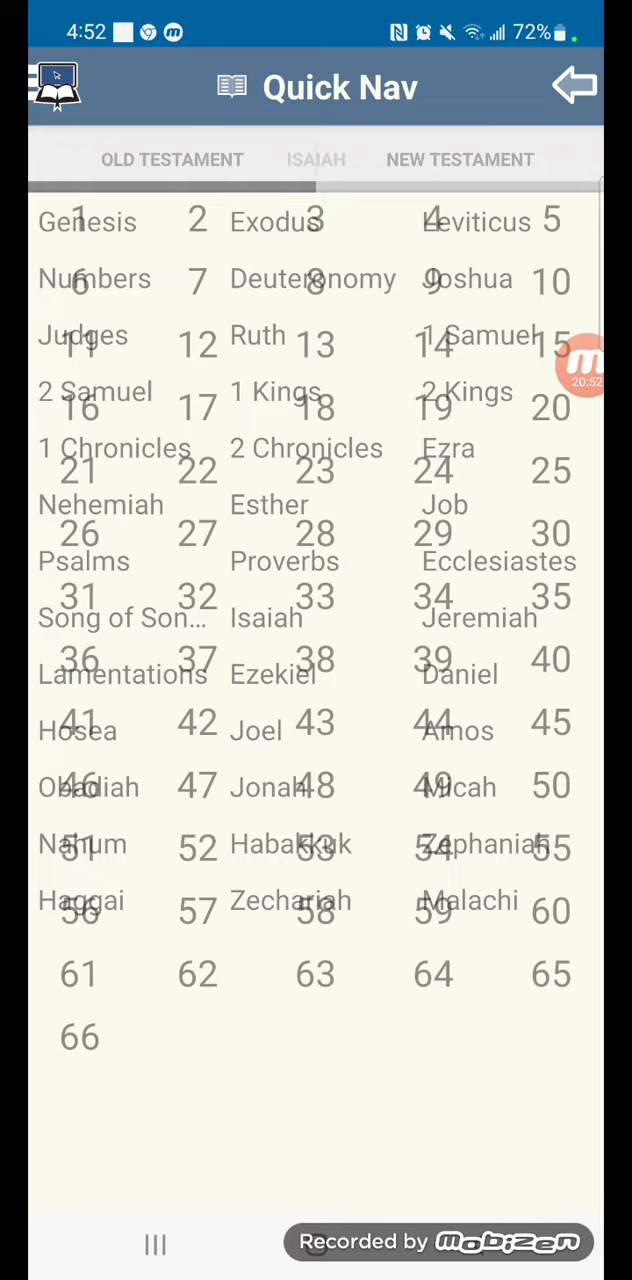 4:52 72%
Quick Nav
OLD TESTAMENT ISAIAH NEW TESTAMENT
Genesis Exodus Leviticus
1 2 3 4 5
Numbers Deuteronomy Joshua
6 7 8 9 10
Judges Ruth 1 Samuel
11 12 13 14 15
2 Samuel 1 Kings 2 Kings
20:52
16 17 18 19 20
1 Chronicles 2 Chronicles Ezra
21 22 23 24 25
Nehemiah Esther Job
26 27 28 29 30
Psalms Proverbs Ecclesiastes
31 32 33 34 35
Song of Son... Isaiah Jeremiah
36 37 38 39 40
Lamentations Ezekiel Daniel
41 42 43 44 45
Hosea Joel Amos
46 47 48 49 50
Obadiah Jonah Micah
51 52 53 54 55
Nahum Habakkuk Zephaniah
56 57 58 59 60
Haggai Zechariah Malachi
61 62 63 64 65
66
Recorded by mobizen